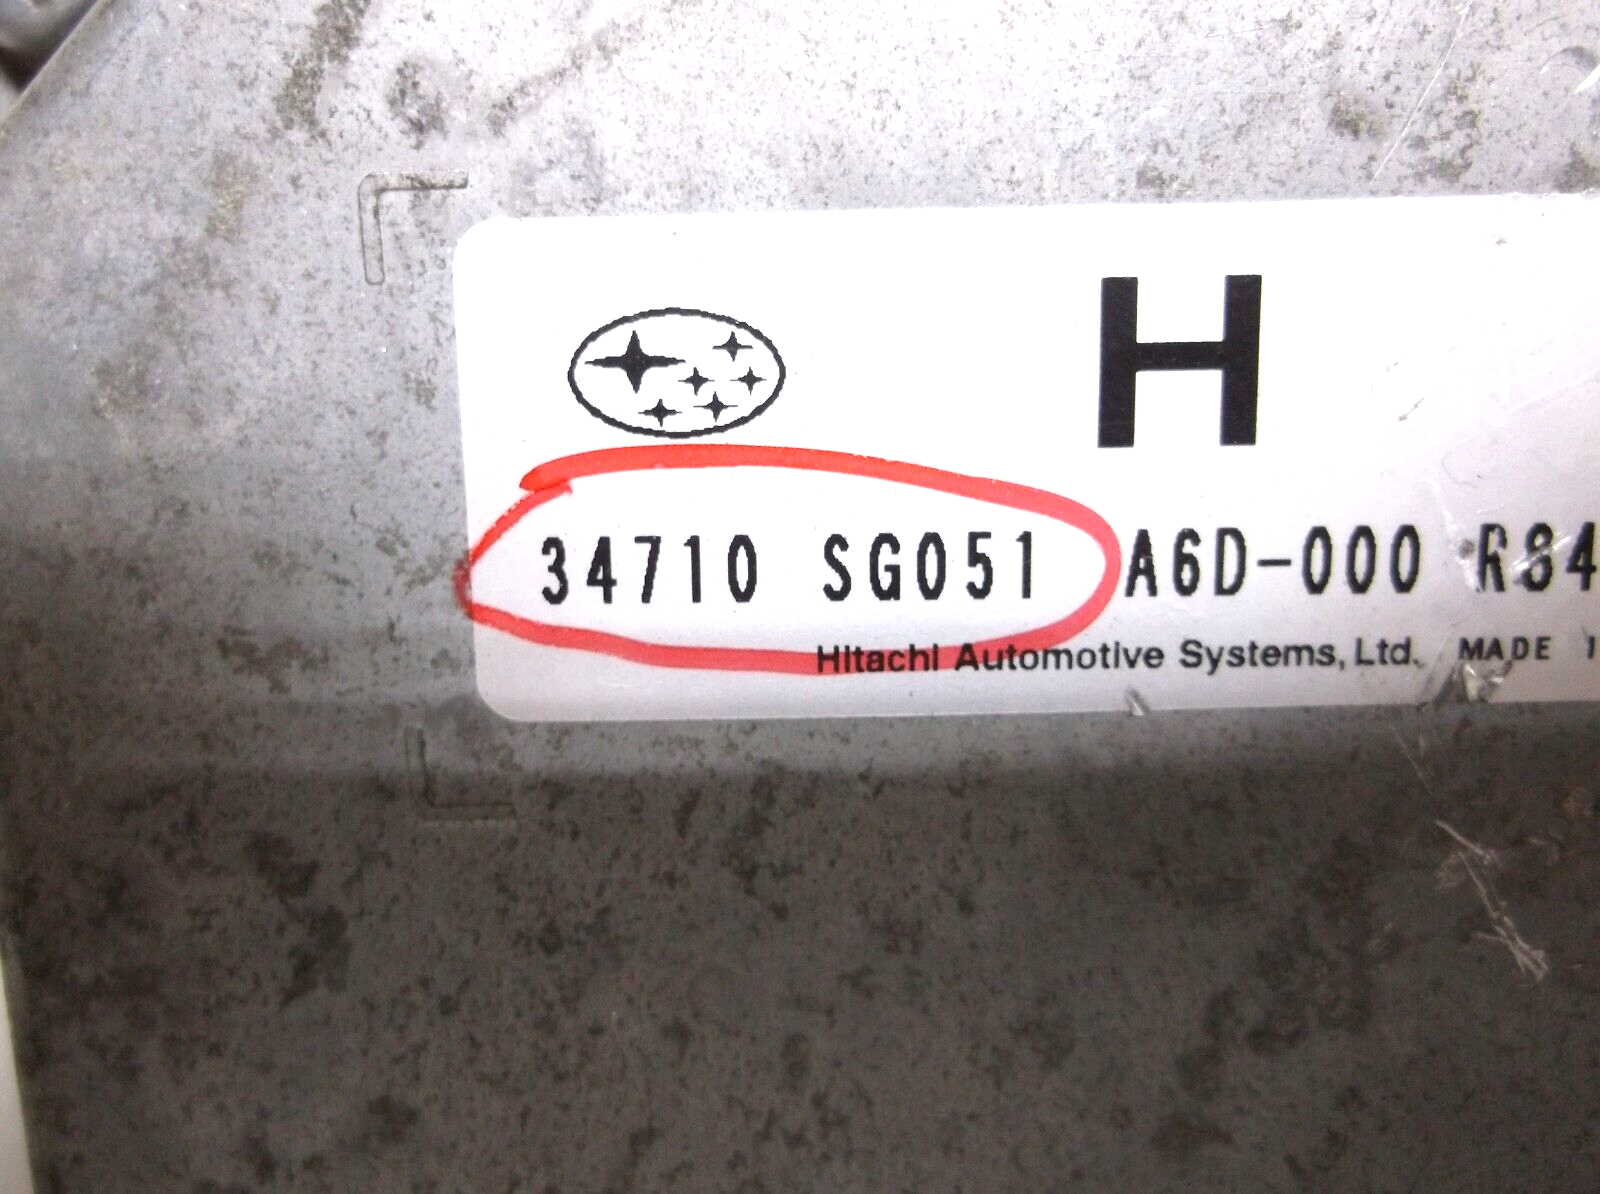 H
34710 SG051 A6D-000 R84
Hitachi Automotive Systems, Ltd. MADE